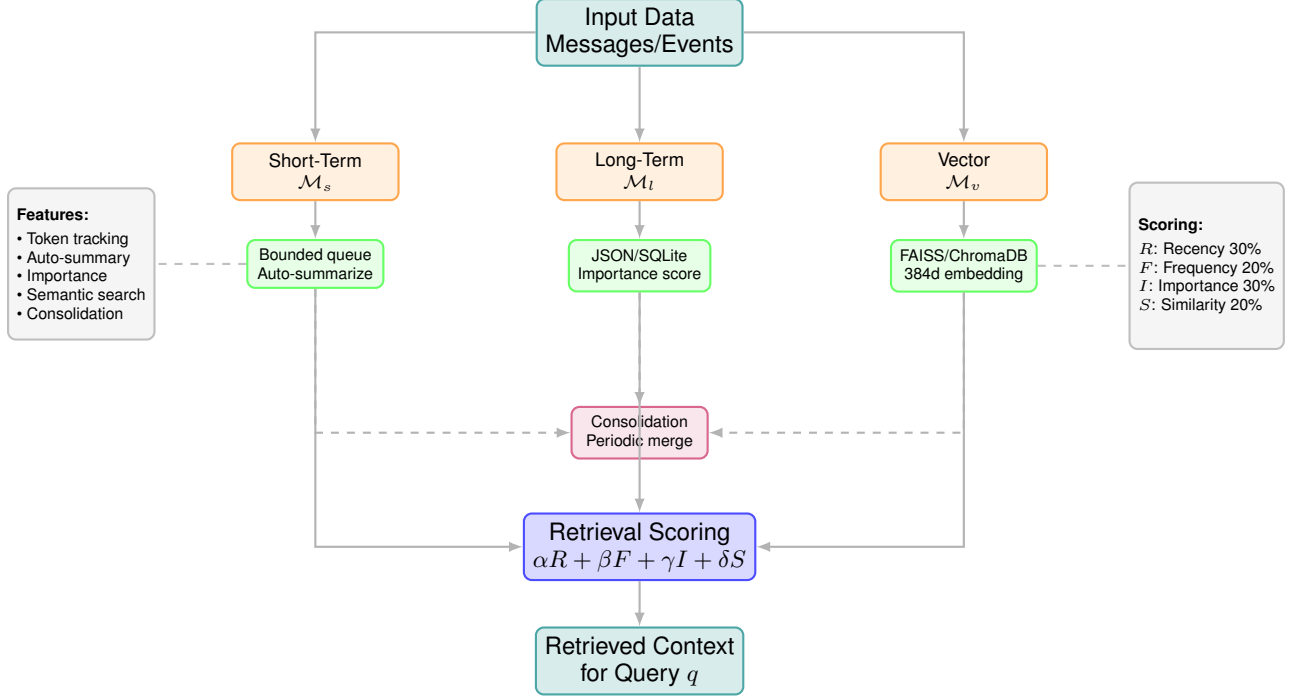 Input Data
Messages/Events
Short-Term
𝓜ₛ
Long-Term
𝓜ₗ
Vector
𝓜ᵥ
Features:
• Token tracking
• Auto-summary
• Importance
• Semantic search
• Consolidation
Bounded queue
Auto-summarize
JSON/SQLite
Importance score
FAISS/ChromaDB
384d embedding
Scoring:
R: Recency 30%
F: Frequency 20%
I: Importance 30%
S: Similarity 20%
Consolidation
Periodic merge
Retrieval Scoring
αR + βF + γI + δS
Retrieved Context
for Query q